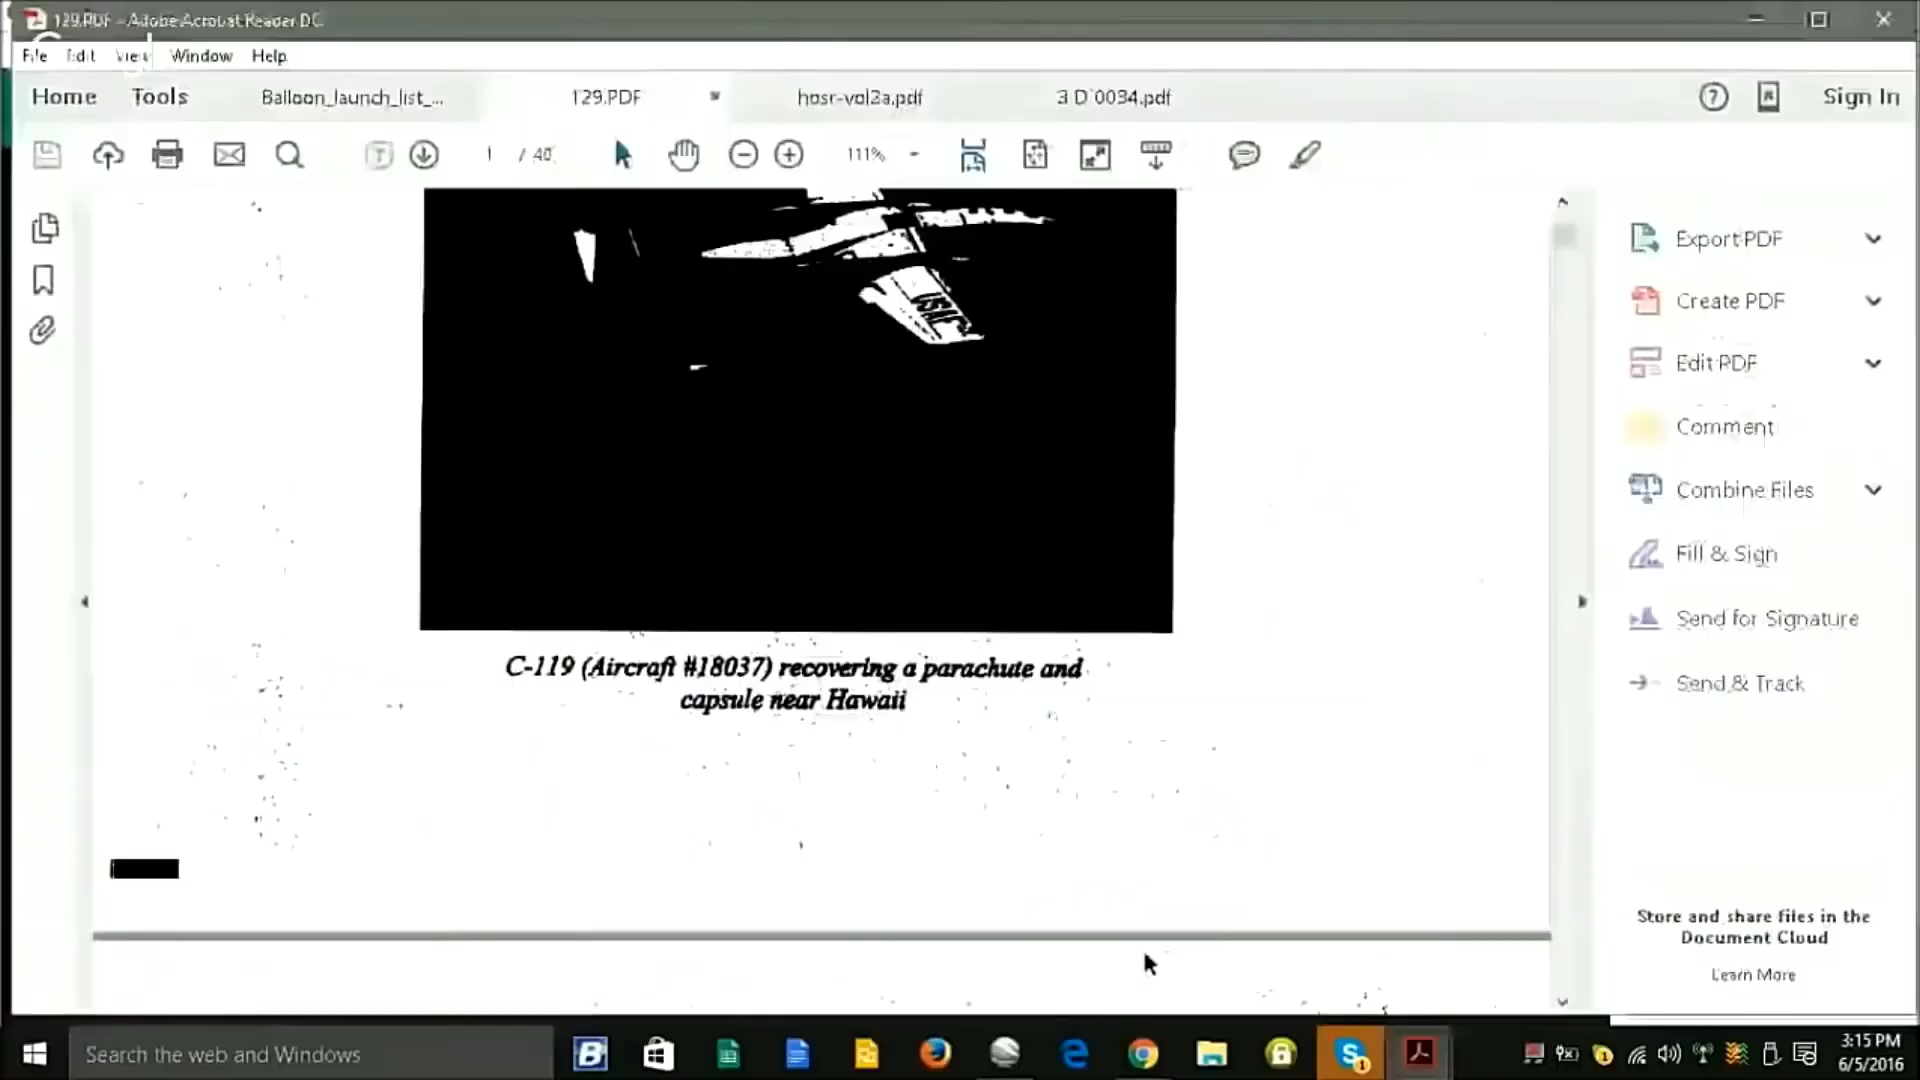 129.PDF - Adobe Acrobat Reader DC
File Edit View Window Help
Home Tools Balloon_launch_list_... 129.PDF hosr-vol2a.pdf 3 D 0034.pdf ? Sign In
1 / 40 111%
USAF
C-119 (Aircraft #18037) recovering a parachute and
capsule near Hawaii
Export PDF
Create PDF
Edit PDF
Comment
Combine Files
Fill & Sign
Send for Signature
Send & Track
Store and share files in the
Document Cloud
Learn More
Search the web and Windows
3:15 PM
6/5/2016